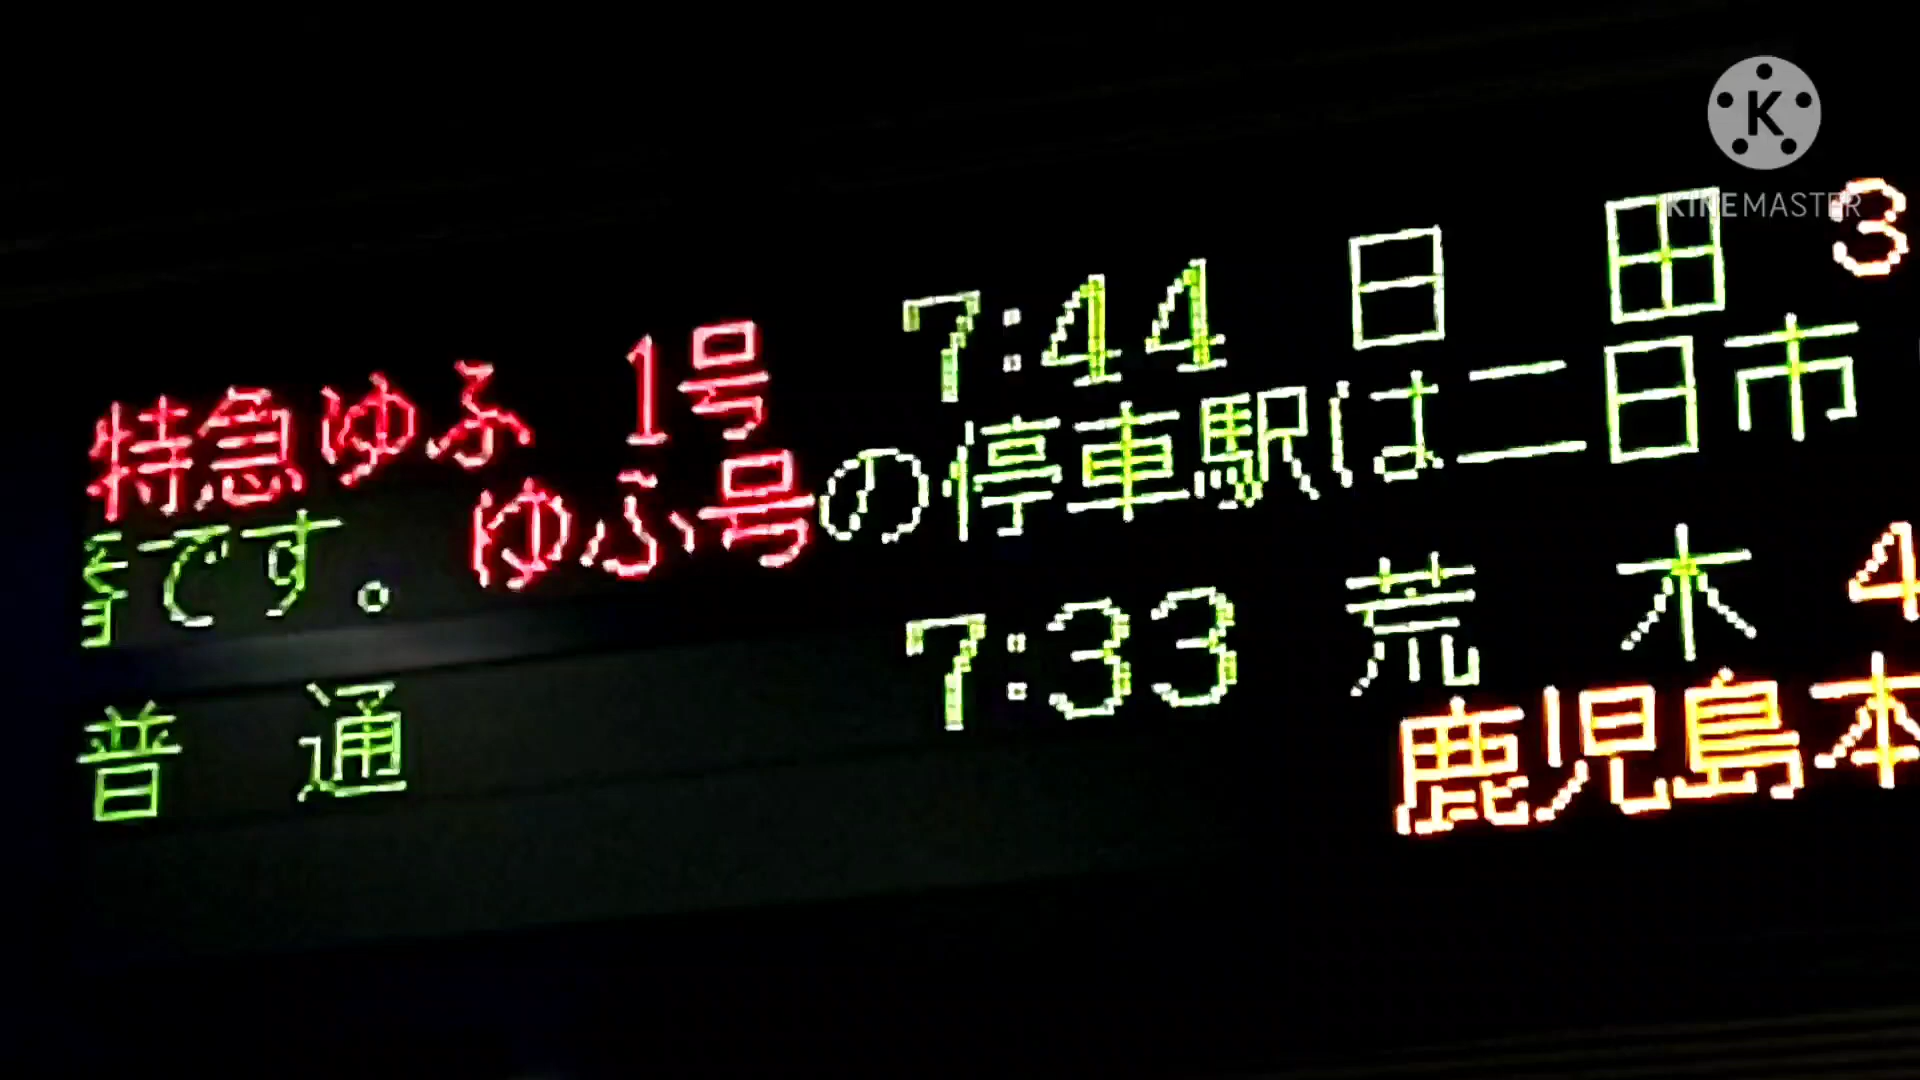 特急ゆふ 1号 7:44 日 田 3
です。 ゆふ号の停車駅は二日市
普 通 7:33 荒 木 4
鹿児島本
K
KINEMASTER